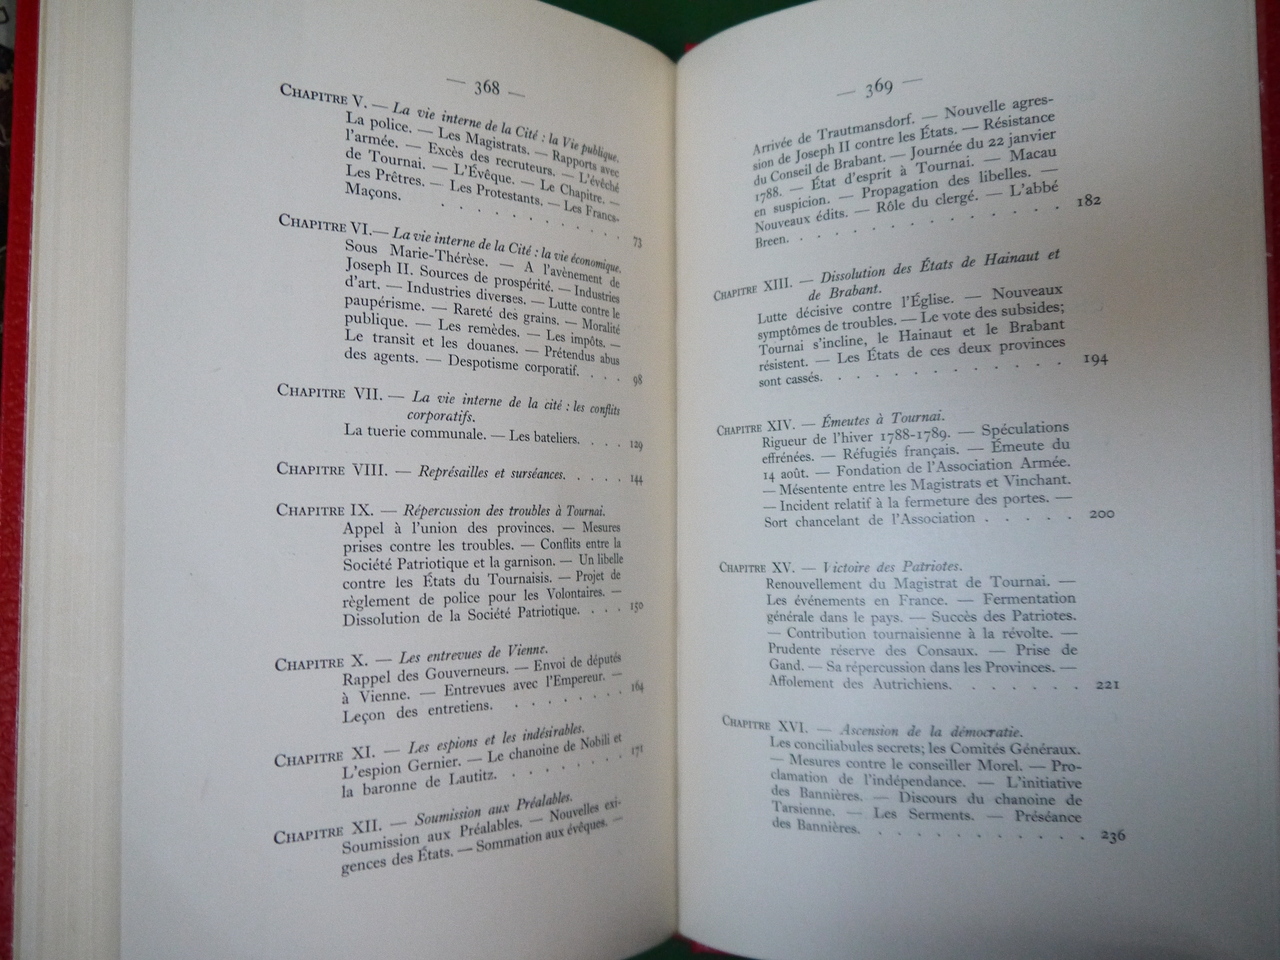 — 368 —
CHAPITRE V. — La vie interne de la Cité : la Vie publique.
La police. — Les Magistrats. — Rapports avec
l'armée. — Excès des recruteurs. — L'évêché
de Tournai. — L'Évêque. — Le Chapitre. —
Les Prêtres. — Les Protestants. — Les Francs-
Maçons. . . . . . . . . . . 73
CHAPITRE VI. — La vie interne de la Cité : la vie économique.
Sous Marie-Thérèse. — A l'avènement de
Joseph II. Sources de prospérité. — Industries
d'art. — Industries diverses. — Lutte contre le
paupérisme. — Rareté des grains. — Moralité
publique. — Les remèdes. — Les impôts. —
Le transit et les douanes. — Prétendus abus
des agents. — Despotisme corporatif. . . . 98
CHAPITRE VII. — La vie interne de la cité : les conflits
corporatifs.
La tuerie communale. — Les bateliers. . . . . 129
CHAPITRE VIII. — Représailles et surséances. . . . . . 144
CHAPITRE IX. — Répercussion des troubles à Tournai.
Appel à l'union des provinces. — Mesures
prises contre les troubles. — Conflits entre la
Société Patriotique et la garnison. — Un libelle
contre les États du Tournaisis. — Projet de
règlement de police pour les Volontaires. —
Dissolution de la Société Patriotique. . . . . 150
CHAPITRE X. — Les entrevues de Vienne.
Rappel des Gouverneurs. — Envoi de députés
à Vienne. — Entrevues avec l'Empereur. —
Leçon des entretiens. . . . . . . . . 164
CHAPITRE XI. — Les espions et les indésirables.
L'espion Gernier. — Le chanoine de Nobili et
la baronne de Lautitz. . . . . . . . . 171
CHAPITRE XII. — Soumission aux Préalables.
Soumission aux Préalables. — Nouvelles exi-
gences des États. — Sommation aux évêques. —
— 369 —
Arrivée de Trautmansdorf. — Nouvelle agres-
sion de Joseph II contre les États. — Résistance
du Conseil de Brabant. — Journée du 22 janvier
1788. — État d'esprit à Tournai. — Macau
en suspicion. — Propagation des libelles. —
Nouveaux édits. — Rôle du clergé. — L'abbé
Breen. . . . . . . . . . . . . 182
CHAPITRE XIII. — Dissolution des États de Hainaut et
de Brabant.
Lutte décisive contre l'Église. — Nouveaux
symptômes de troubles. — Le vote des subsides;
Tournai s'incline, le Hainaut et le Brabant
résistent. — Les États de ces deux provinces
sont cassés. . . . . . . . . . . . 194
CHAPITRE XIV. — Émeutes à Tournai.
Rigueur de l'hiver 1788-1789. — Spéculations
effrénées. — Réfugiés français. — Émeute du
14 août. — Fondation de l'Association Armée.
— Mésentente entre les Magistrats et Vinchant.
— Incident relatif à la fermeture des portes. —
Sort chancelant de l'Association . . . . . 200
CHAPITRE XV. — Victoire des Patriotes.
Renouvellement du Magistrat de Tournai. —
Les événements en France. — Fermentation
générale dans le pays. — Succès des Patriotes.
— Contribution tournaisienne à la révolte. —
Prudente réserve des Consaux. — Prise de
Gand. — Sa répercussion dans les Provinces. —
Affolement des Autrichiens. . . . . . . 221
CHAPITRE XVI. — Ascension de la démocratie.
Les conciliabules secrets; les Comités Généraux.
— Mesures contre le conseiller Morel. — Pro-
clamation de l'indépendance. — L'initiative
des Bannières. — Discours du chanoine de
Tarsienne. — Les Serments. — Préséance
des Bannières. . . . . . . . . . . . 236